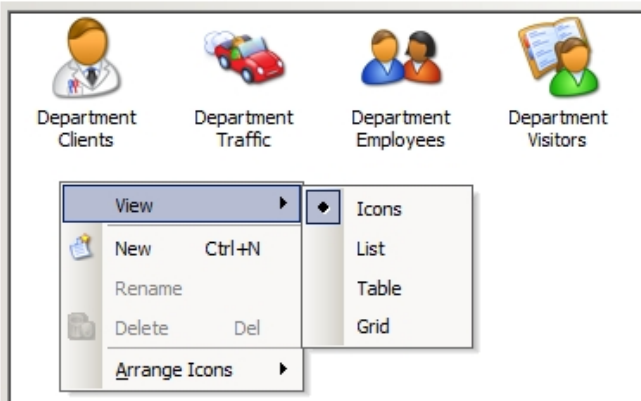 Department
Clients
Department
Traffic
Department
Employees
Department
Visitors
View
New Ctrl+N
Rename
Delete Del
Arrange Icons
Icons
List
Table
Grid